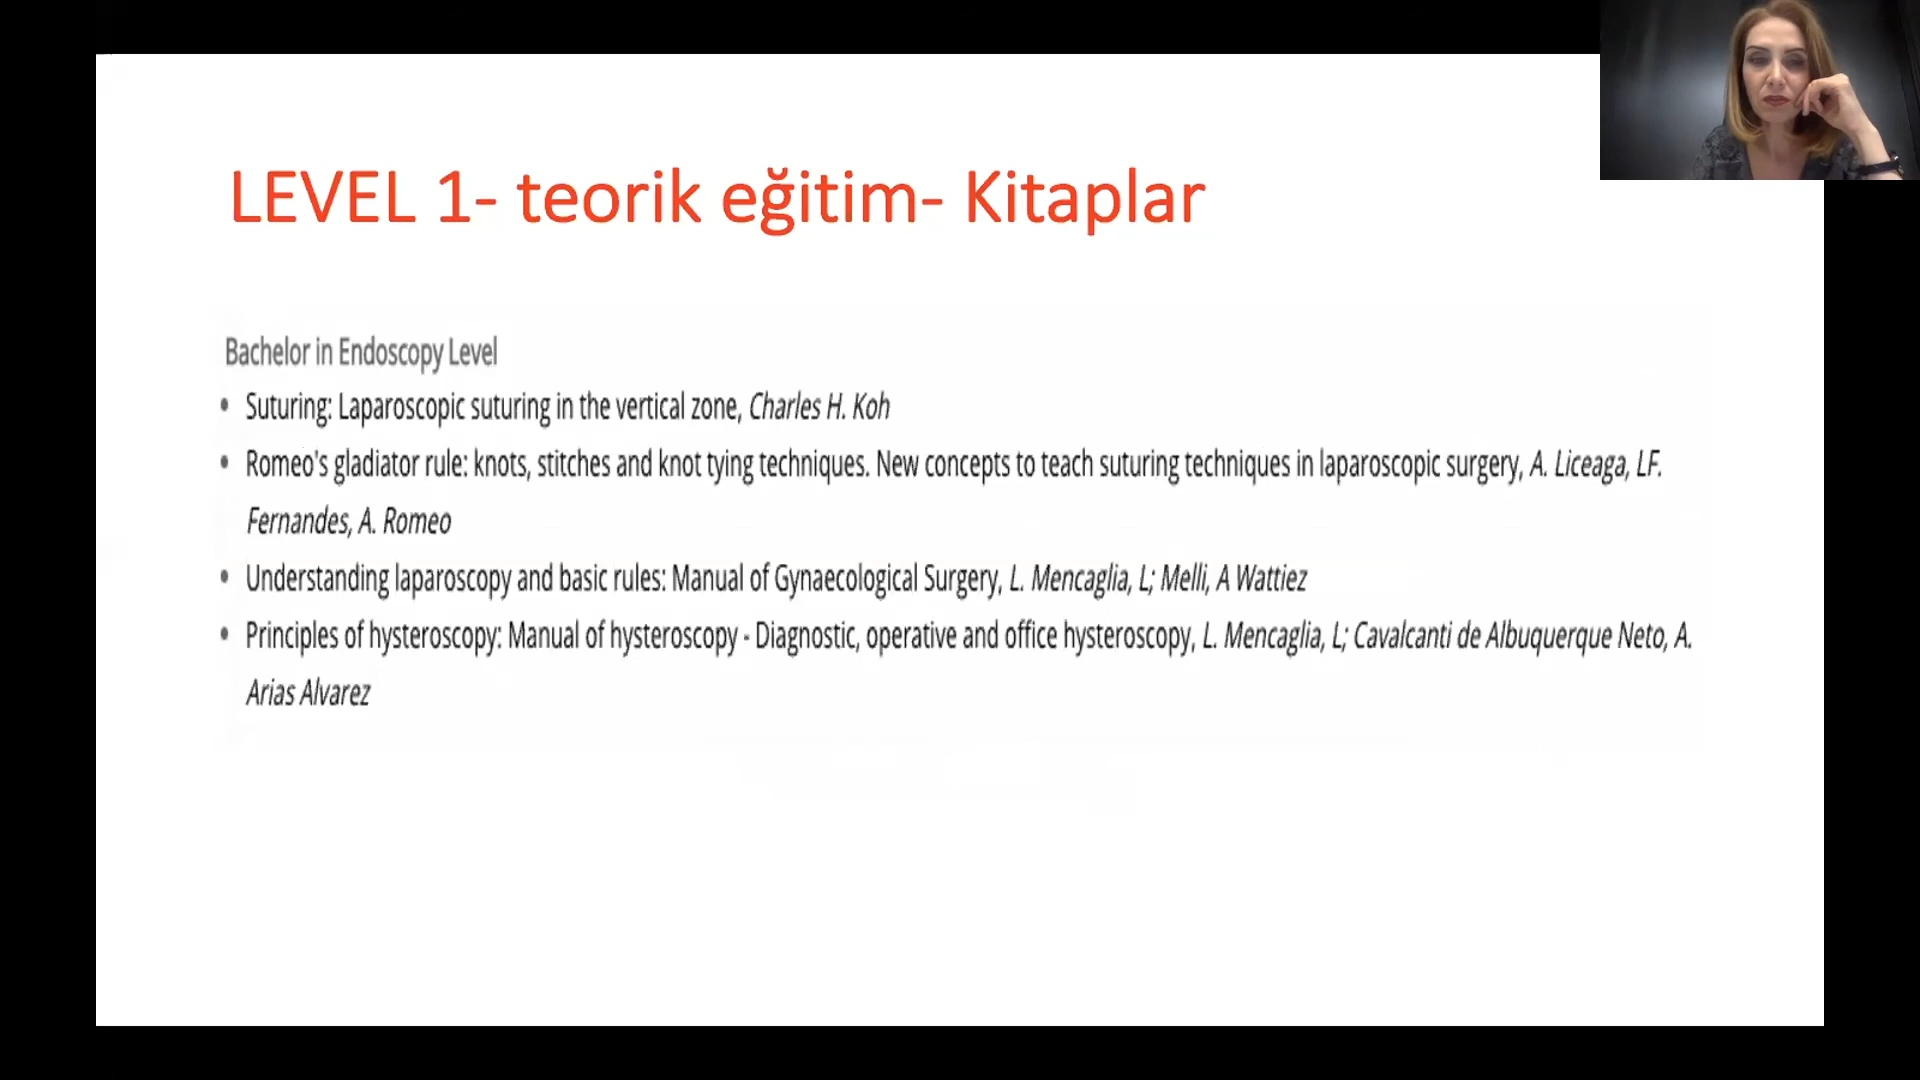 LEVEL 1- teorik eğitim- Kitaplar
Bachelor in Endoscopy Level
• Suturing: Laparoscopic suturing in the vertical zone, Charles H. Koh
• Romeo's gladiator rule: knots, stitches and knot tying techniques. New concepts to teach suturing techniques in laparoscopic surgery, A. Liceaga, LF.
Fernandes, A. Romeo
• Understanding laparoscopy and basic rules: Manual of Gynaecological Surgery, L. Mencaglia, L; Melli, A Wattiez
• Principles of hysteroscopy: Manual of hysteroscopy - Diagnostic, operative and office hysteroscopy, L. Mencaglia, L; Cavalcanti de Albuquerque Neto, A.
Arias Alvarez